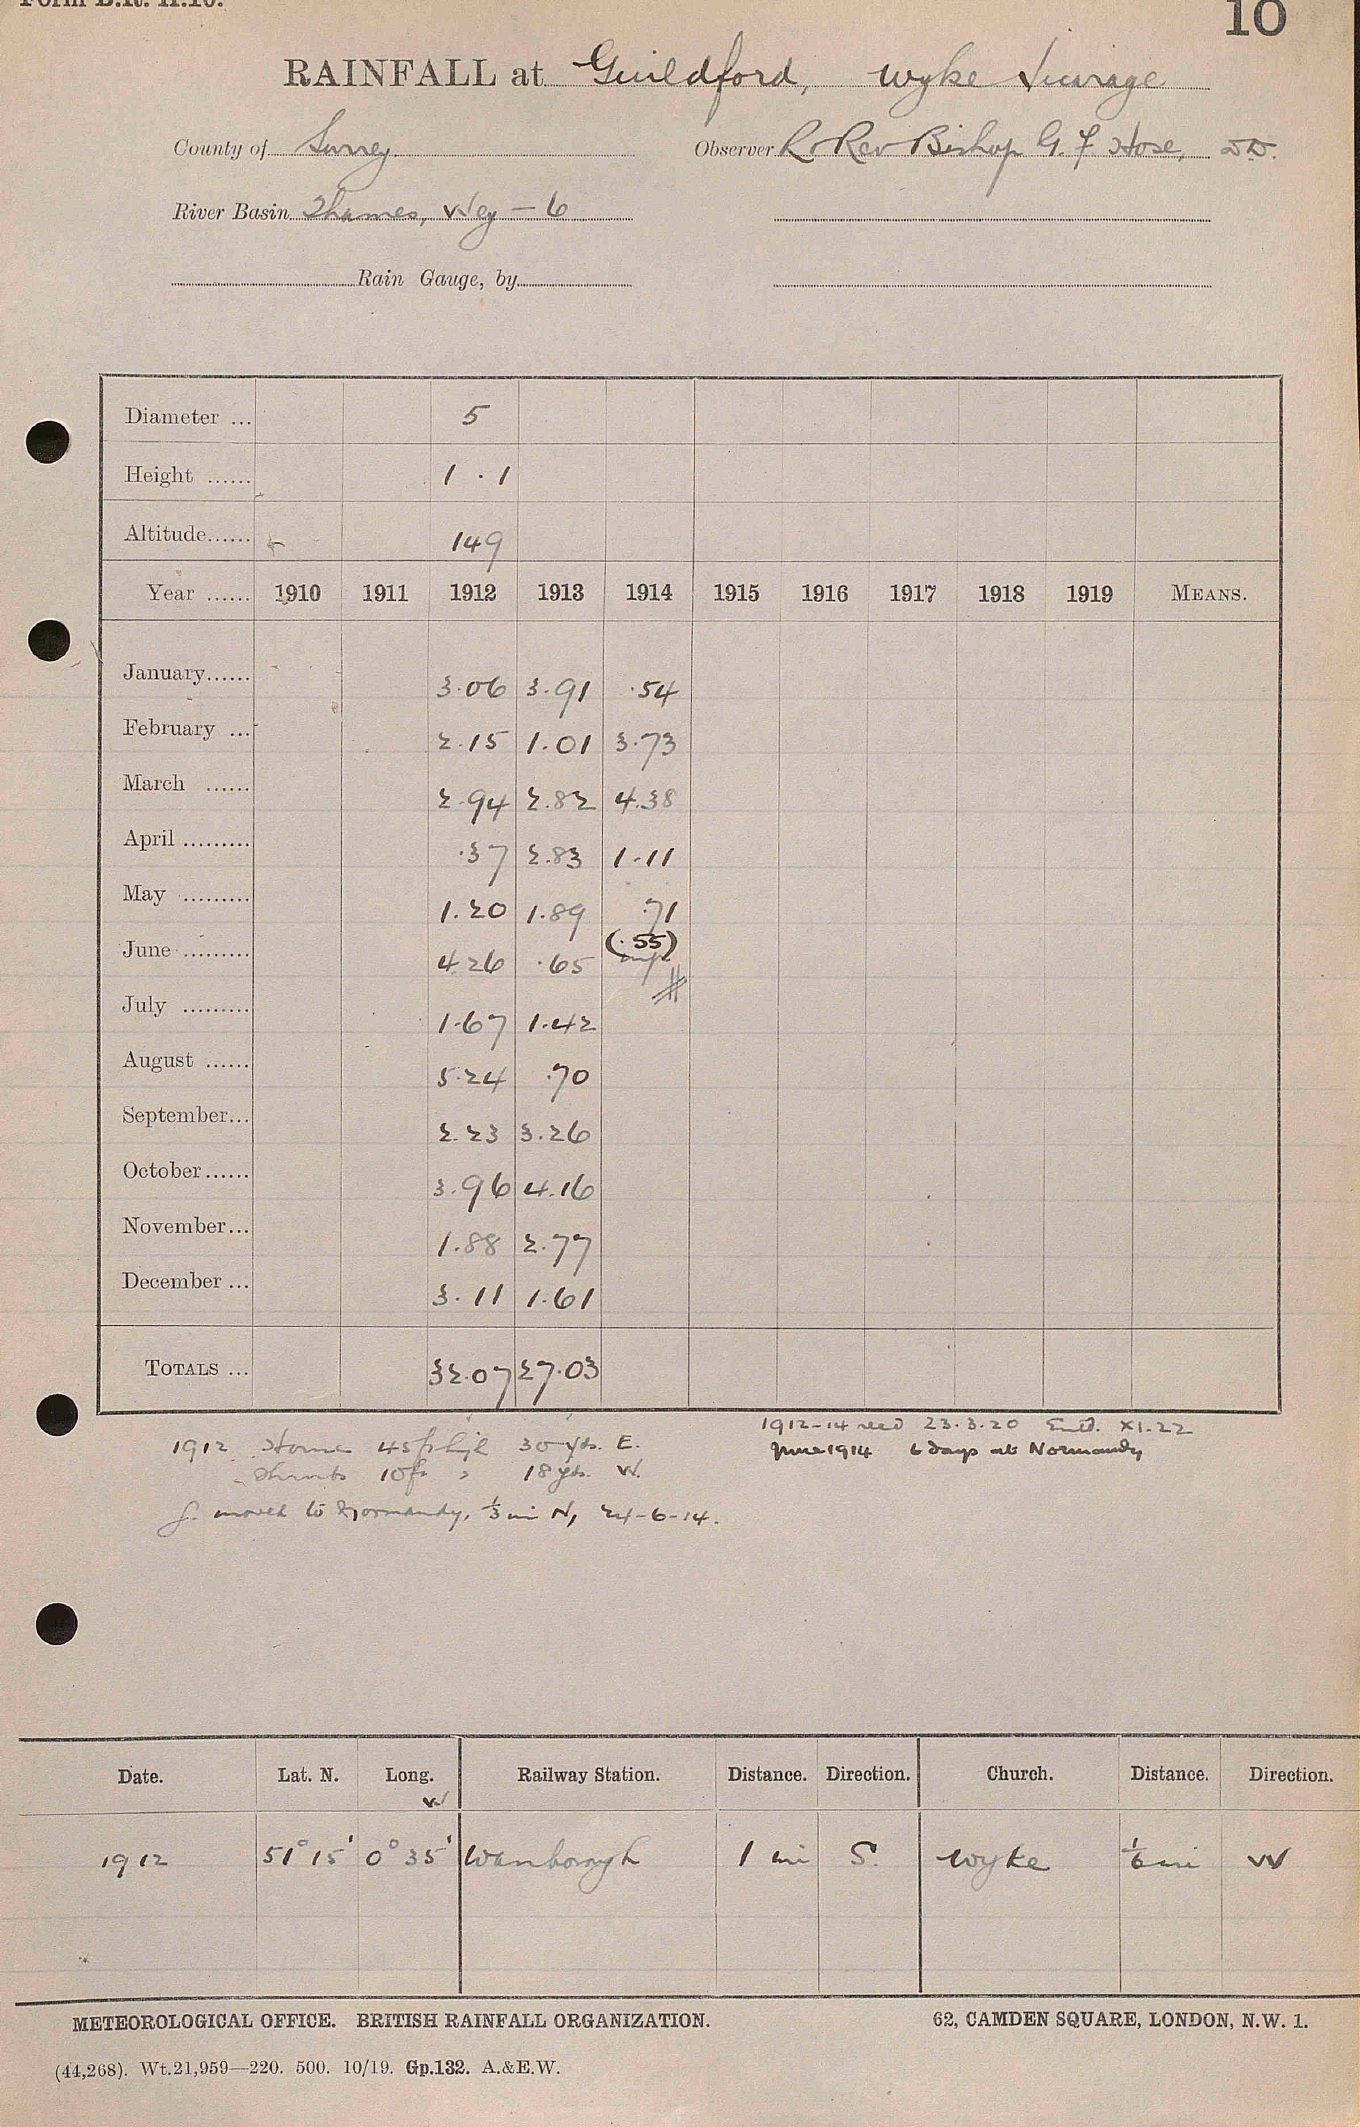 Form B.R. II.10.
10
RAINFALL at Guildford, Wyke Vicarage
County of Surrey Observer R. Rev Bishop G. F. Hose, D.D.
River Basin Thames, Wey – 6
Rain Gauge, by
Diameter ... 5
Height ...... 1 . 1
Altitude...... 149
Year ...... 1910 1911 1912 1913 1914 1915 1916 1917 1918 1919 MEANS.
January...... 3.06 3.91 .54
February ... 2.15 1.01 3.73
March ...... 2.94 2.82 4.38
April ......... .37 2.83 1.11
May ......... 1.20 1.89 .71
June ......... 4.26 .65 (.55)
July ......... 1.67 1.42
August ...... 5.24 .70
September... 2.23 3.26
October...... 3.96 4.16
November... 1.88 2.77
December ... 3.11 1.61
TOTALS ... 32.07 27.03
1912–14 recd 23.3.20 Entd. XI.22
June 1914 6 days at Normandy
1912 House 45 ft high 30 yds. E.
Shrubs 10 ft " 18 yds. W.
G. moved to Normandy, 1/3 mi N, 24-6-14.
Date. Lat. N. Long. W Railway Station. Distance. Direction. Church. Distance. Direction.
1912 51° 15' 0° 35' Wanborough 1 mi S. Wyke 1/6 mi W
METEOROLOGICAL OFFICE. BRITISH RAINFALL ORGANIZATION. 62, CAMDEN SQUARE, LONDON, N.W. 1.
(44,268). Wt.21,959—220. 500. 10/19. Gp.132. A.&E.W.